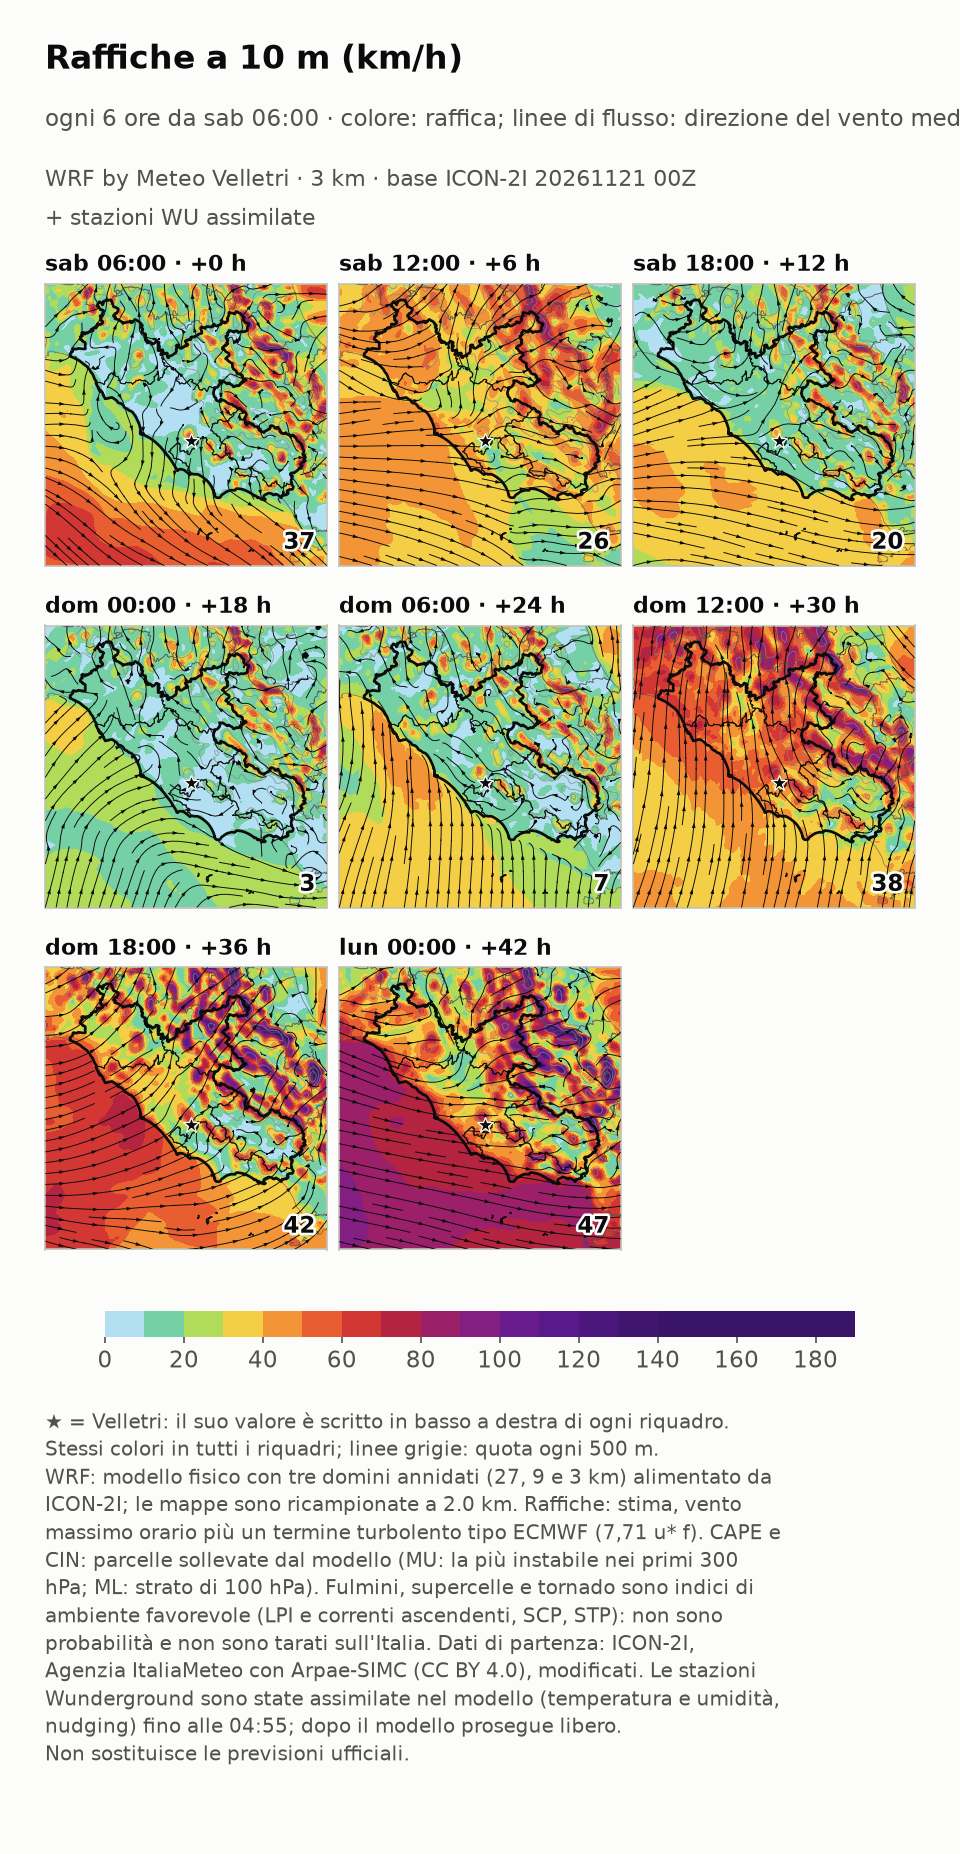 Raffiche a 10 m (km/h)
ogni 6 ore da sab 06:00 · colore: raffica; linee di flusso: direzione del vento med
WRF by Meteo Velletri · 3 km · base ICON-2I 20261121 00Z
+ stazioni WU assimilate
sab 06:00 · +0 h
sab 12:00 · +6 h
sab 18:00 · +12 h
37
26
20
dom 00:00 · +18 h
dom 06:00 · +24 h
dom 12:00 · +30 h
3
7
38
dom 18:00 · +36 h
lun 00:00 · +42 h
42
47
0 20 40 60 80 100 120 140 160 180
★ = Velletri: il suo valore è scritto in basso a destra di ogni riquadro.
Stessi colori in tutti i riquadri; linee grigie: quota ogni 500 m.
WRF: modello fisico con tre domini annidati (27, 9 e 3 km) alimentato da
ICON-2I; le mappe sono ricampionate a 2.0 km. Raffiche: stima, vento
massimo orario più un termine turbolento tipo ECMWF (7,71 u* f). CAPE e
CIN: parcelle sollevate dal modello (MU: la più instabile nei primi 300
hPa; ML: strato di 100 hPa). Fulmini, supercelle e tornado sono indici di
ambiente favorevole (LPI e correnti ascendenti, SCP, STP): non sono
probabilità e non sono tarati sull'Italia. Dati di partenza: ICON-2I,
Agenzia ItaliaMeteo con Arpae-SIMC (CC BY 4.0), modificati. Le stazioni
Wunderground sono state assimilate nel modello (temperatura e umidità,
nudging) fino alle 04:55; dopo il modello prosegue libero.
Non sostituisce le previsioni ufficiali.